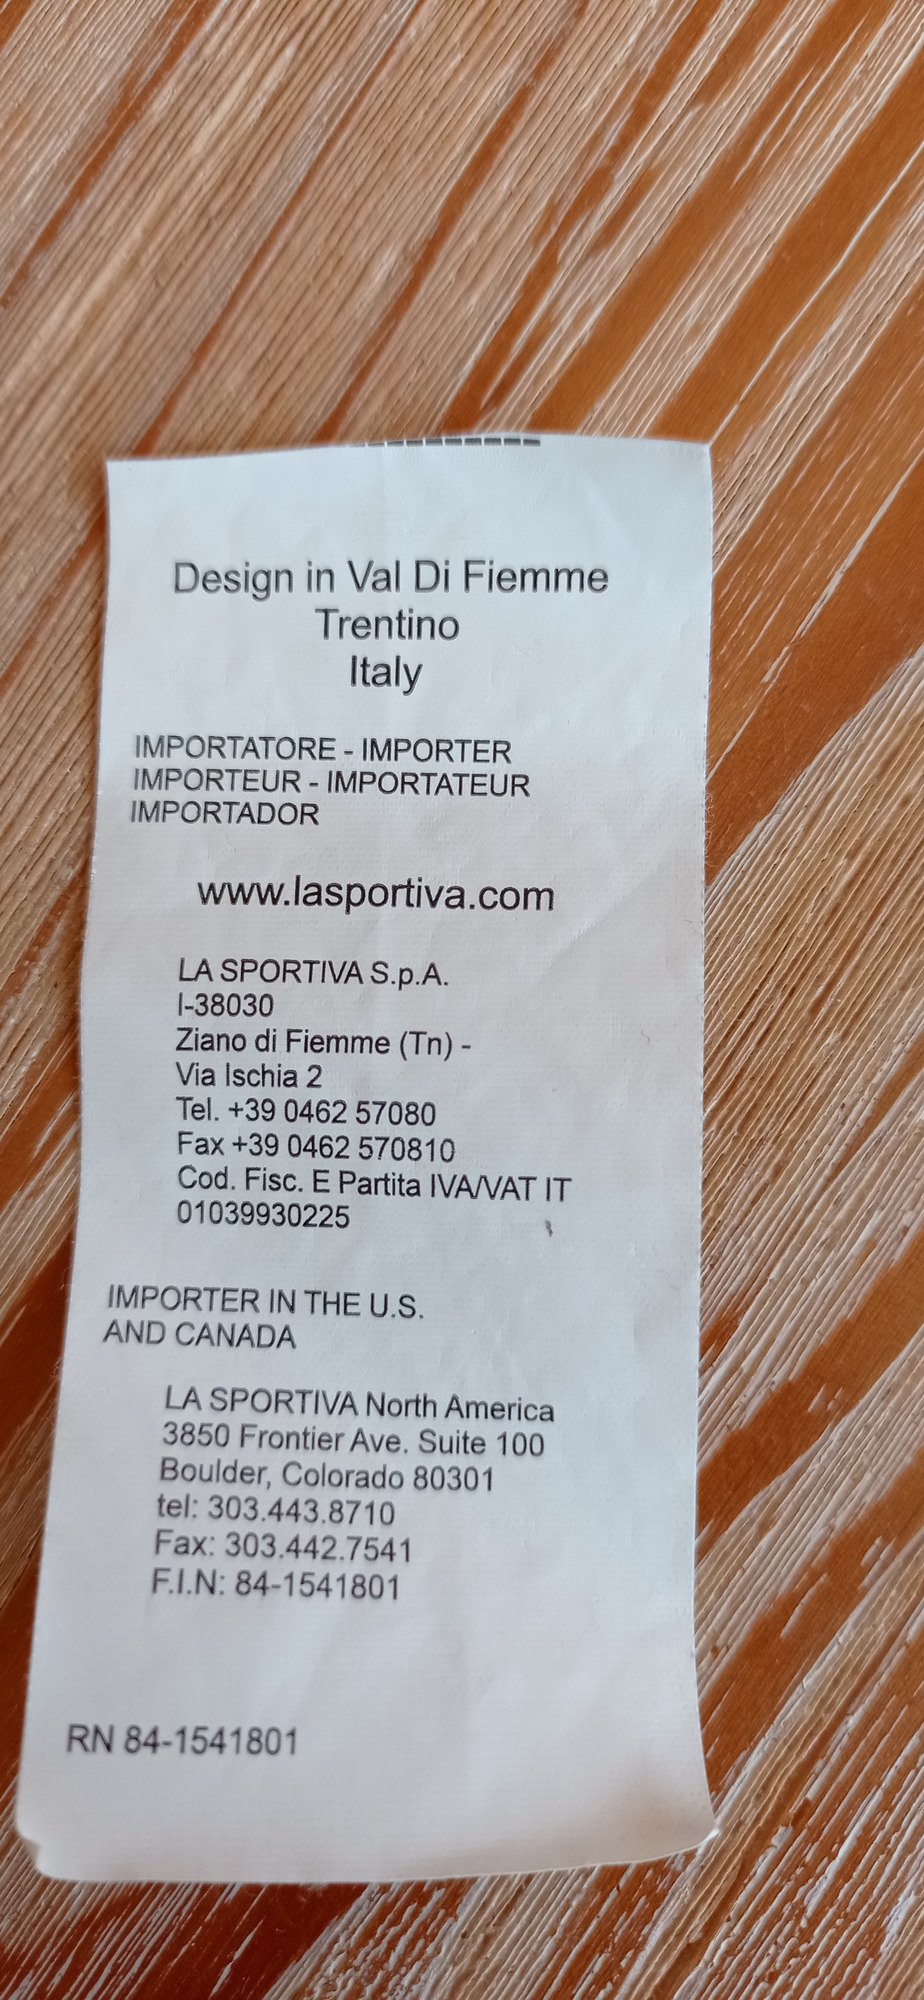 Design in Val Di Fiemme
Trentino
Italy
IMPORTATORE - IMPORTER
IMPORTEUR - IMPORTATEUR
IMPORTADOR
www.lasportiva.com
LA SPORTIVA S.p.A.
I-38030
Ziano di Fiemme (Tn) -
Via Ischia 2
Tel. +39 0462 57080
Fax +39 0462 570810
Cod. Fisc. E Partita IVA/VAT IT
01039930225
IMPORTER IN THE U.S.
AND CANADA
LA SPORTIVA North America
3850 Frontier Ave. Suite 100
Boulder, Colorado 80301
tel: 303.443.8710
Fax: 303.442.7541
F.I.N: 84-1541801
RN 84-1541801